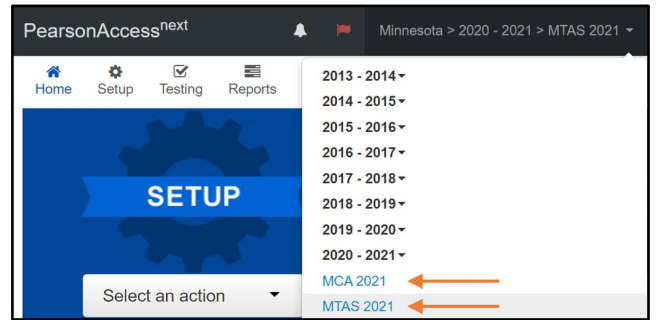 PearsonAccessnext
Minnesota > 2020 - 2021 > MTAS 2021
Home
Setup
Testing
Reports
SETUP
Select an action
2013 - 2014
2014 - 2015
2015 - 2016
2016 - 2017
2017 - 2018
2018 - 2019
2019 - 2020
2020 - 2021
MCA 2021
MTAS 2021